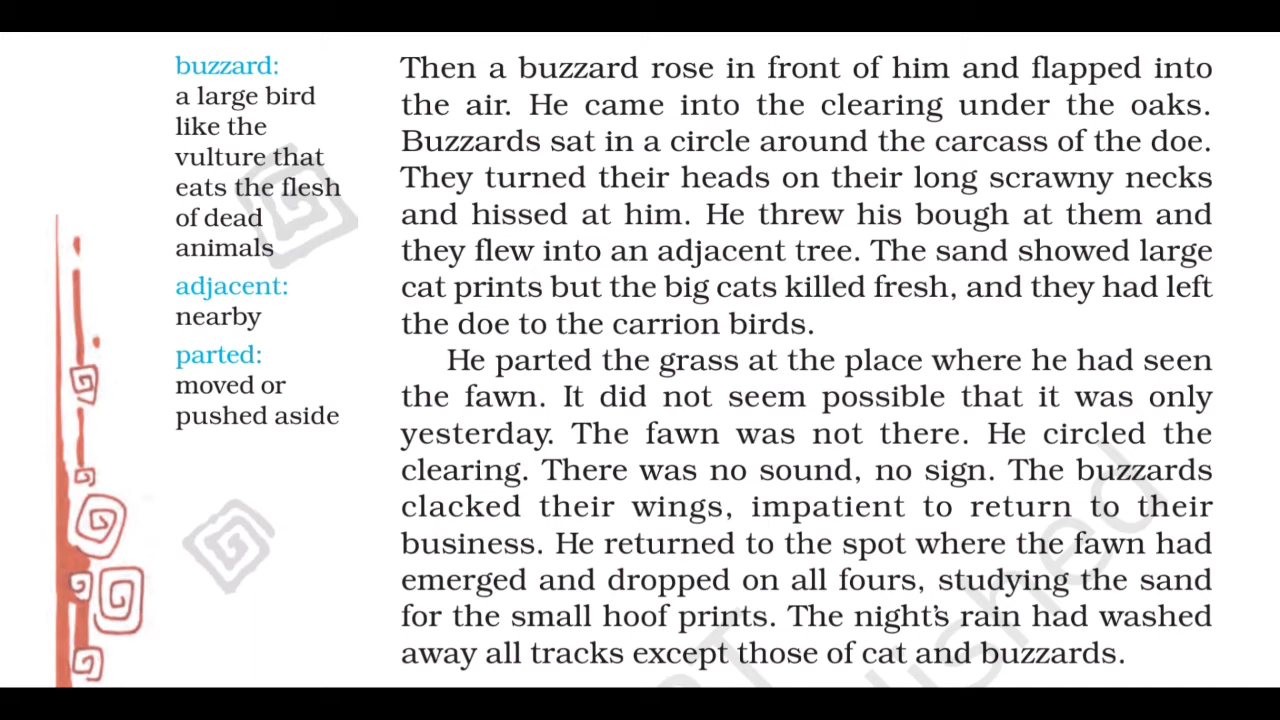 buzzard:
a large bird
like the
vulture that
eats the flesh
of dead
animals
adjacent:
nearby
parted:
moved or
pushed aside
Then a buzzard rose in front of him and flapped into
the air. He came into the clearing under the oaks.
Buzzards sat in a circle around the carcass of the doe.
They turned their heads on their long scrawny necks
and hissed at him. He threw his bough at them and
they flew into an adjacent tree. The sand showed large
cat prints but the big cats killed fresh, and they had left
the doe to the carrion birds.
He parted the grass at the place where he had seen
the fawn. It did not seem possible that it was only
yesterday. The fawn was not there. He circled the
clearing. There was no sound, no sign. The buzzards
clacked their wings, impatient to return to their
business. He returned to the spot where the fawn had
emerged and dropped on all fours, studying the sand
for the small hoof prints. The night's rain had washed
away all tracks except those of cat and buzzards.